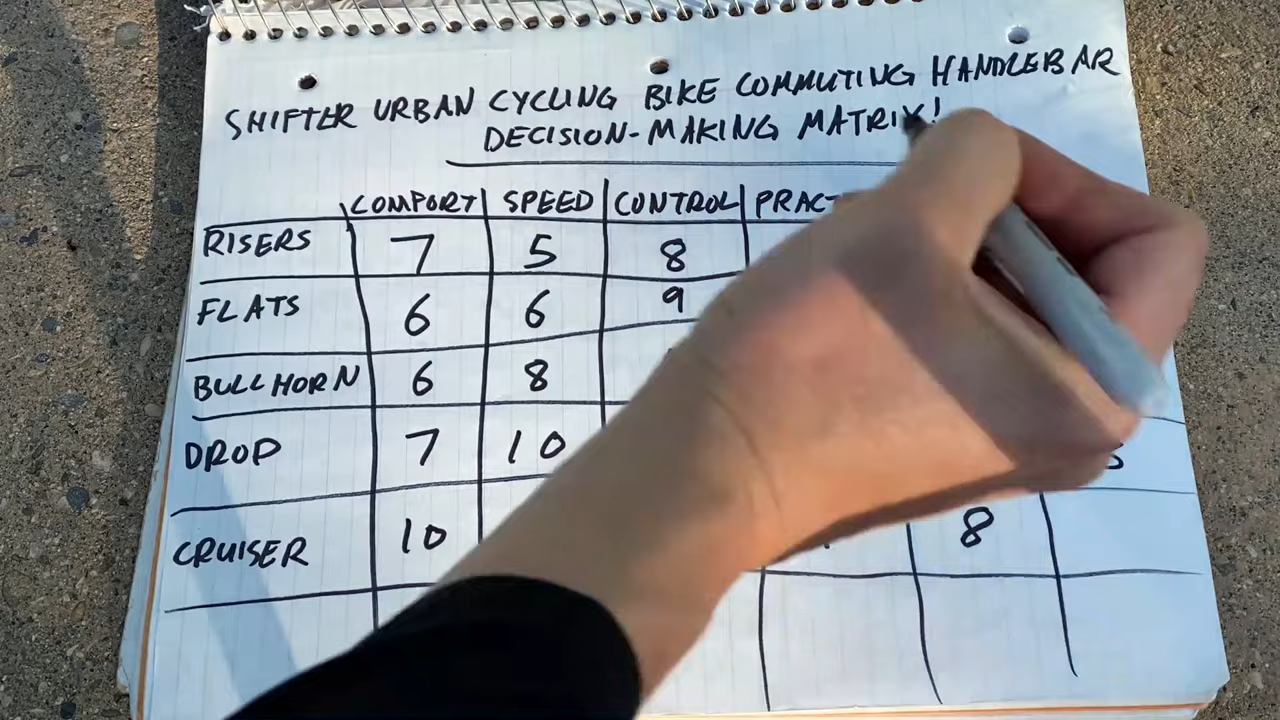 SHIFTER URBAN CYCLING BIKE COMMUTING HANDLEBAR
DECISION-MAKING MATRIX!
COMFORT SPEED CONTROL
RISERS 7 5 8
FLATS 6 6 9
BULLHORN 6 8
DROP 7 10
CRUISER 10 8